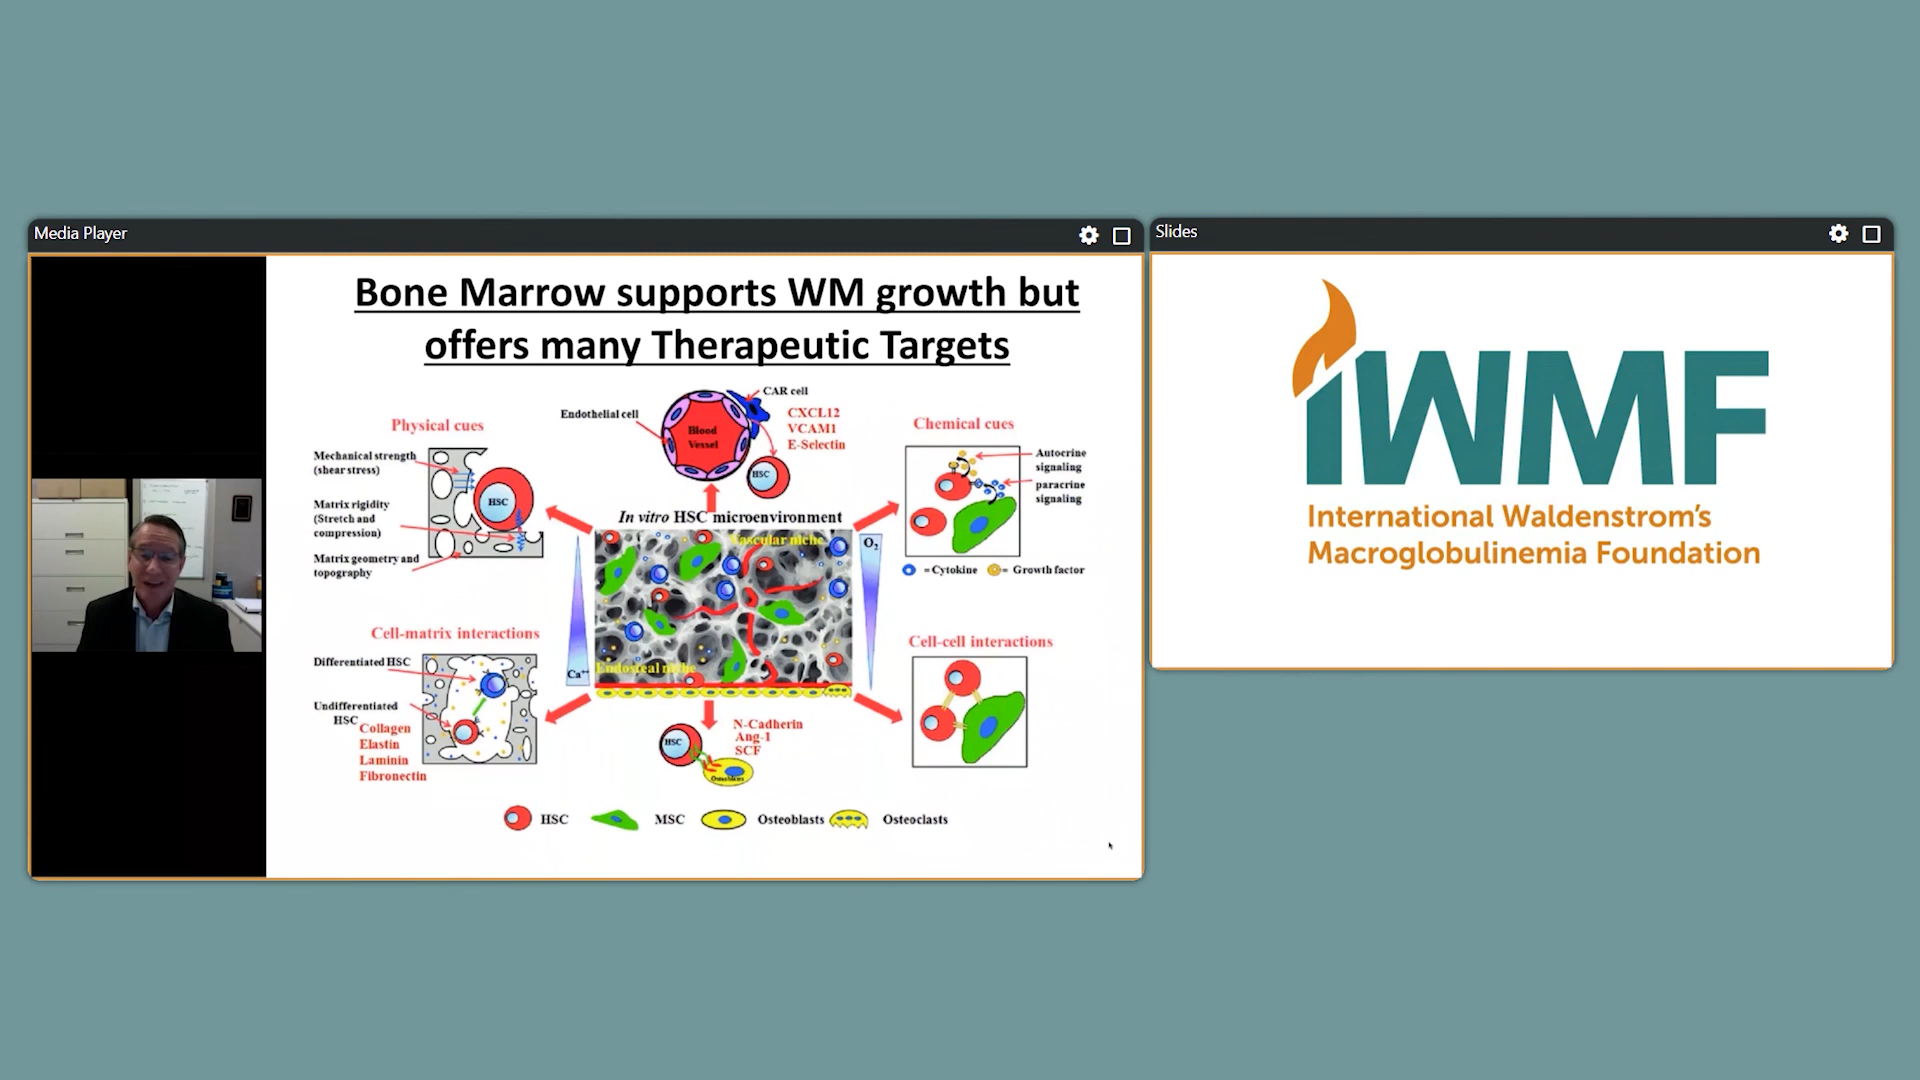 Media Player
Bone Marrow supports WM growth but
offers many Therapeutic Targets
Physical cues
Mechanical strength
(shear stress)
Matrix rigidity
(Stretch and
compression)
Matrix geometry and
topography
HSC
Endothelial cell
Blood
Vessel
CAR cell
CXCL12
VCAM1
E-Selectin
HSC
Chemical cues
Autocrine
signaling
paracrine
signaling
= Cytokine
= Growth factor
In vitro HSC microenvironment
Vascular niche
Endosteal niche
Ca++
O2
Cell-matrix interactions
Differentiated HSC
Undifferentiated
HSC
Collagen
Elastin
Laminin
Fibronectin
HSC
N-Cadherin
Ang-1
SCF
Osteoblasts
Cell-cell interactions
HSC
MSC
Osteoblasts
Osteoclasts
Slides
IWMF
International Waldenstrom's
Macroglobulinemia Foundation